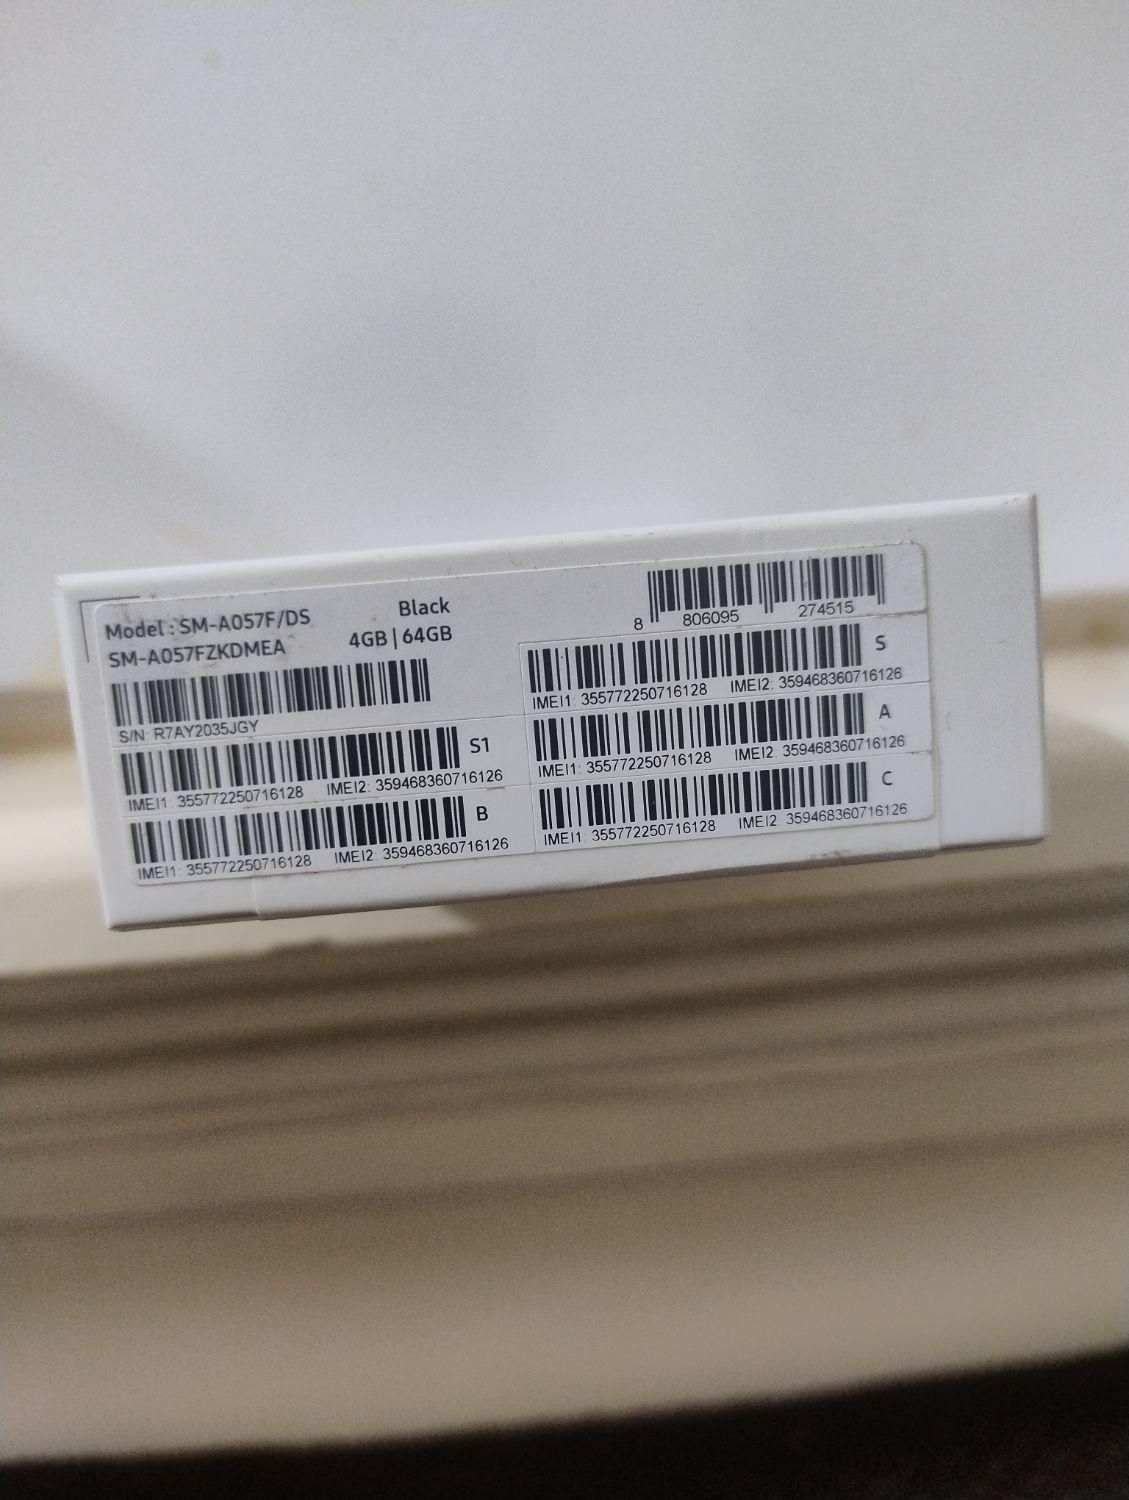 Model : SM-A057F/DS
Black
SM-A057FZKDMEA
4GB | 64GB
S/N: R7AY2035JGY
S1
IMEI1: 355772250716128 IMEI2: 359468360716126
B
IMEI1: 355772250716128 IMEI2: 359468360716126
8 806095 274515
S
IMEI1: 355772250716128 IMEI2: 359468360716126
A
IMEI1: 355772250716128 IMEI2: 359468360716126
C
IMEI1: 355772250716128 IMEI2: 359468360716126